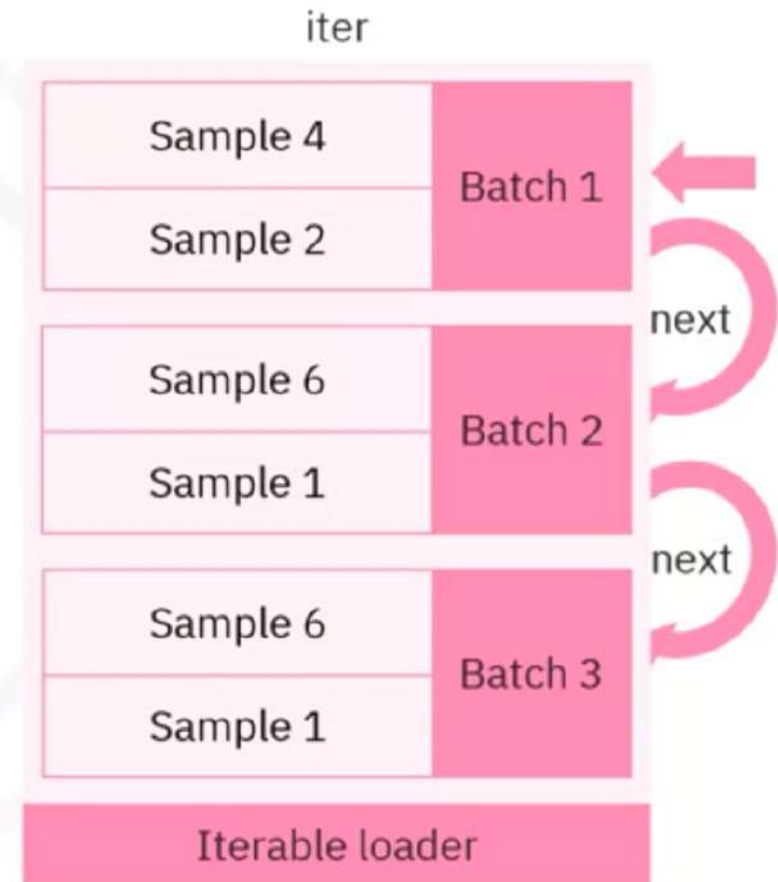 iter
Sample 4
Batch 1
Sample 2
next
Sample 6
Batch 2
Sample 1
next
Sample 6
Batch 3
Sample 1
Iterable loader